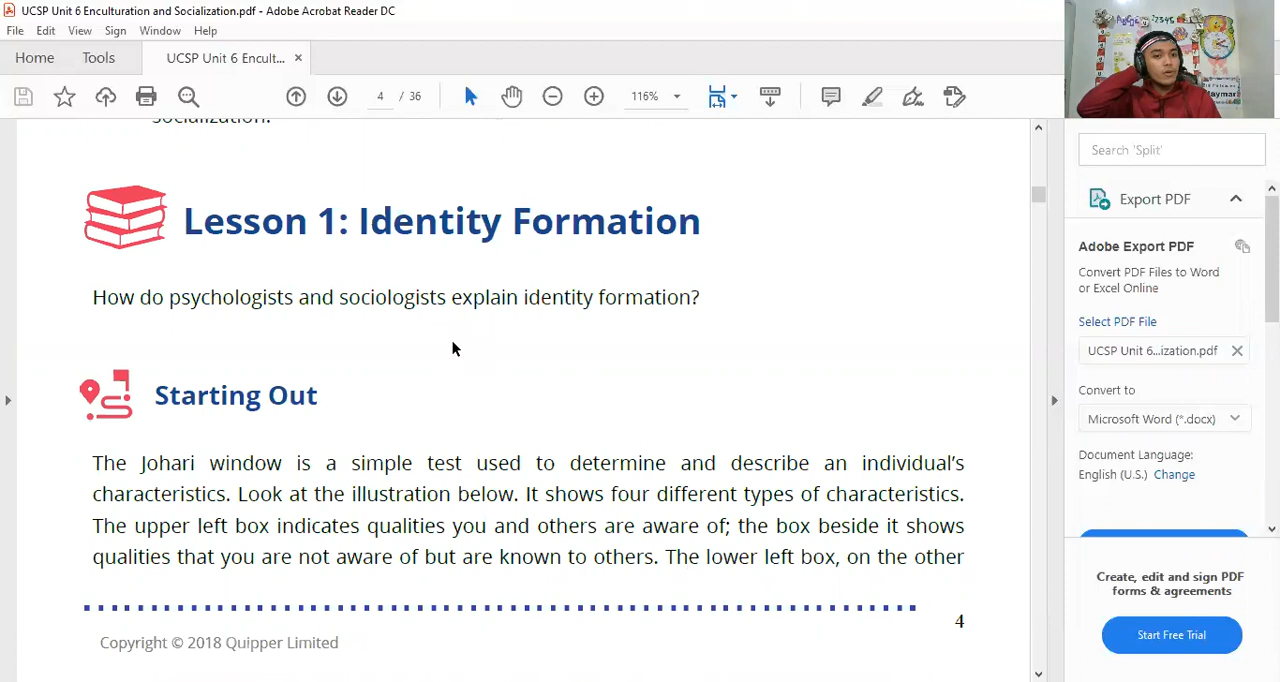 UCSP Unit 6 Enculturation and Socialization.pdf - Adobe Acrobat Reader DC
File Edit View Sign Window Help
Home Tools UCSP Unit 6 Encult... ×
4 / 36 116%
socialization.
Lesson 1: Identity Formation
How do psychologists and sociologists explain identity formation?
Starting Out
The Johari window is a simple test used to determine and describe an individual's
characteristics. Look at the illustration below. It shows four different types of characteristics.
The upper left box indicates qualities you and others are aware of; the box beside it shows
qualities that you are not aware of but are known to others. The lower left box, on the other
4
Copyright © 2018 Quipper Limited
Search 'Split'
Export PDF
Adobe Export PDF
Convert PDF Files to Word
or Excel Online
Select PDF File
UCSP Unit 6...ization.pdf
Convert to
Microsoft Word (*.docx)
Document Language:
English (U.S.) Change
Create, edit and sign PDF
forms & agreements
Start Free Trial